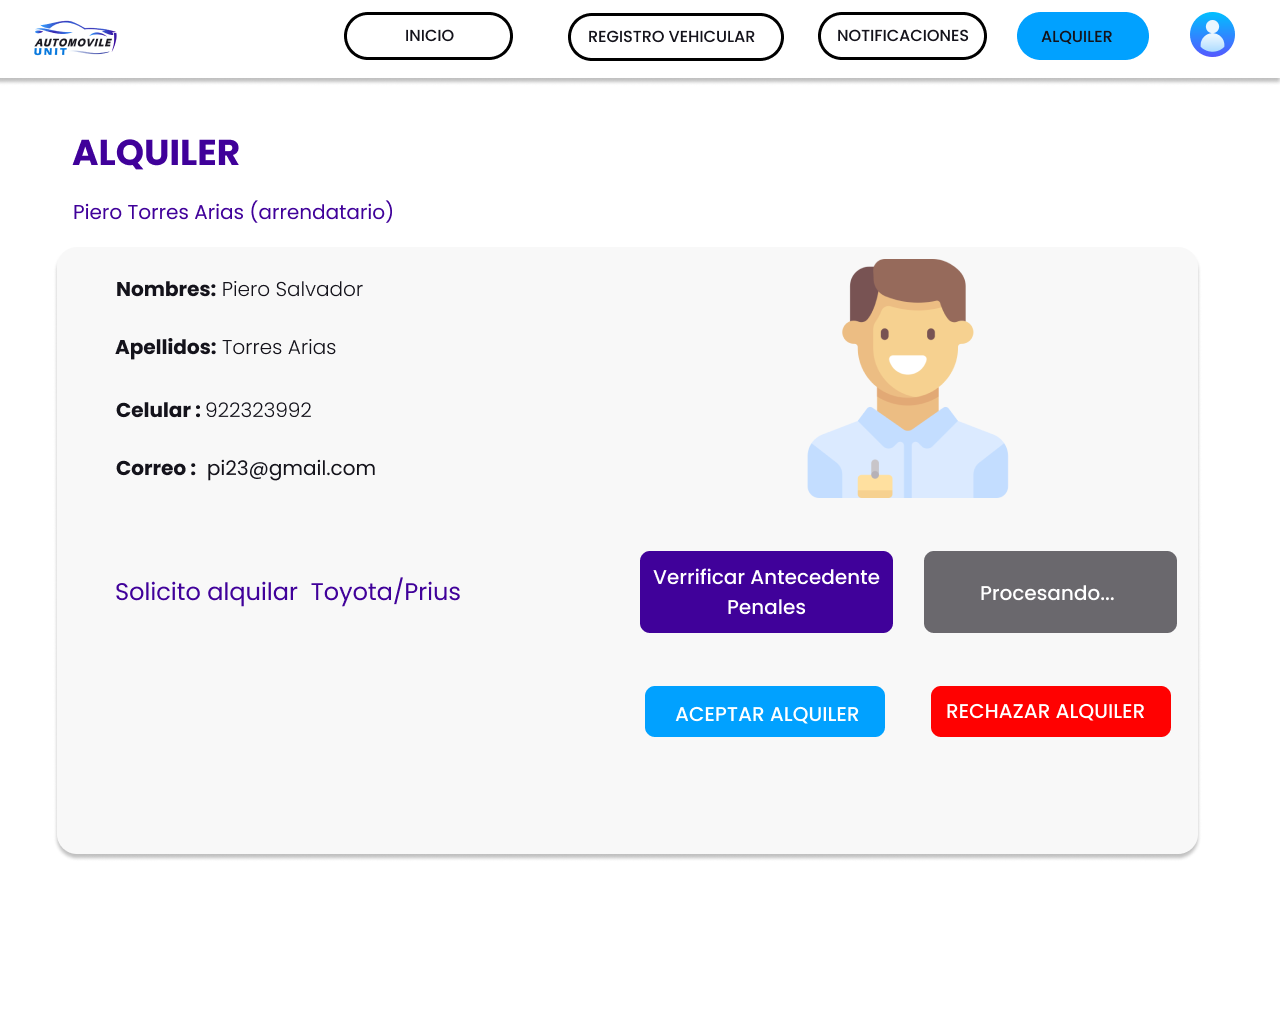 AUTOMOVILE
UNIT
INICIO
REGISTRO VEHICULAR
NOTIFICACIONES
ALQUILER
ALQUILER
Piero Torres Arias (arrendatario)
Nombres: Piero Salvador
Apellidos: Torres Arias
Celular : 922323992
Correo : pi23@gmail.com
Solicito alquilar Toyota/Prius
Verrificar Antecedente
Penales
Procesando...
ACEPTAR ALQUILER
RECHAZAR ALQUILER